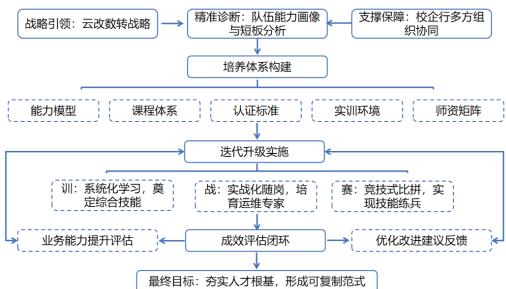 战略引领：云改数转战略
精准诊断：队伍能力画像
与短板分析
支撑保障：校企行多方组
织协同
培养体系构建
能力模型
课程体系
认证标准
实训环境
师资矩阵
迭代升级实施
训：系统化学习，奠
定综合技能
战：实战化随岗，培
育运维专家
赛：竞技式比拼，实
现技能练兵
业务能力提升评估
成效评估闭环
优化改进建议反馈
最终目标：夯实人才根基，形成可复制范式